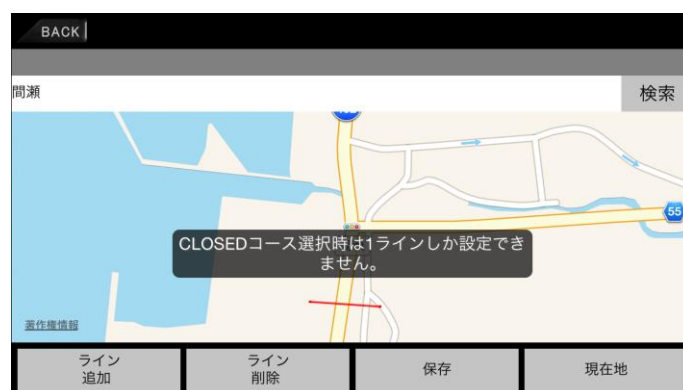 BACK
間瀬
検索
55
CLOSEDコース選択時は1ラインしか設定でき
ません。
著作権情報
ライン
追加
ライン
削除
保存
現在地